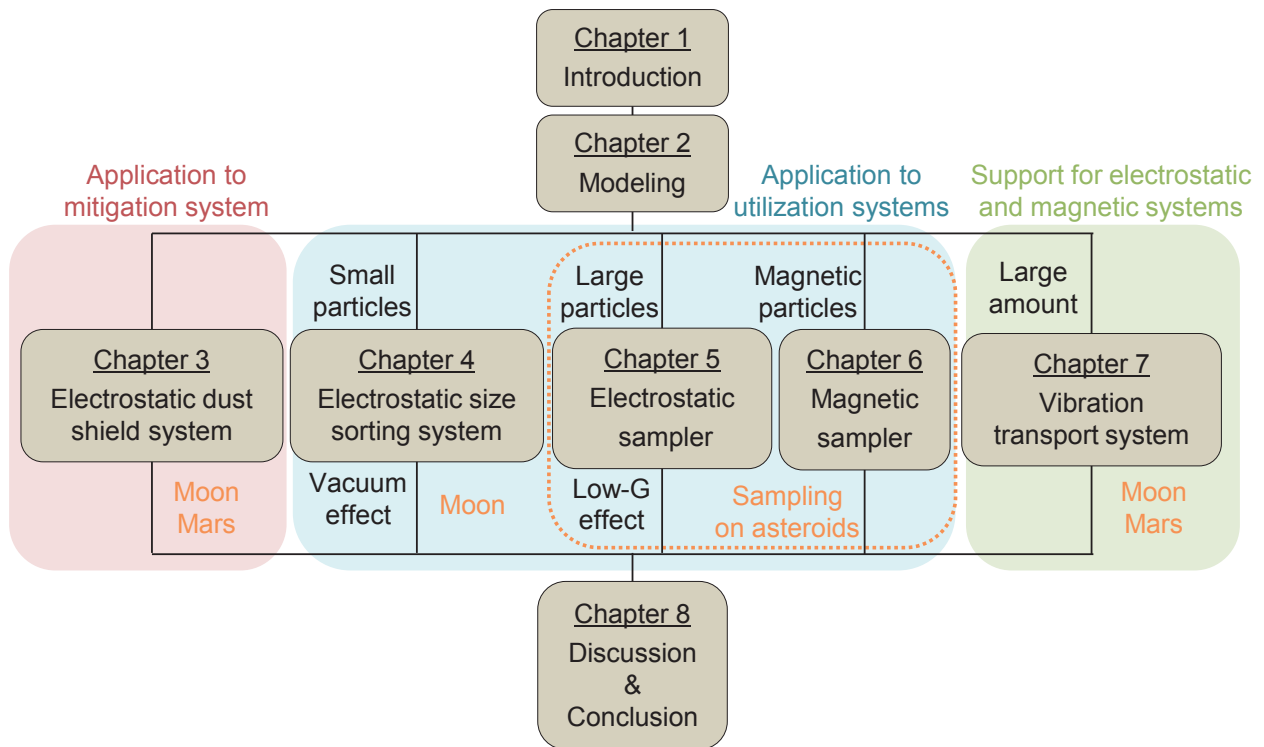 Chapter 1
Introduction
Chapter 2
Modeling
Application to
mitigation system
Application to
utilization systems
Support for electrostatic
and magnetic systems
Small
particles
Large
particles
Magnetic
particles
Large
amount
Chapter 3
Electrostatic dust
shield system
Chapter 4
Electrostatic size
sorting system
Chapter 5
Electrostatic
sampler
Chapter 6
Magnetic
sampler
Chapter 7
Vibration
transport system
Moon
Mars
Vacuum
effect
Moon
Low-G
effect
Sampling
on asteroids
Moon
Mars
Chapter 8
Discussion
&
Conclusion